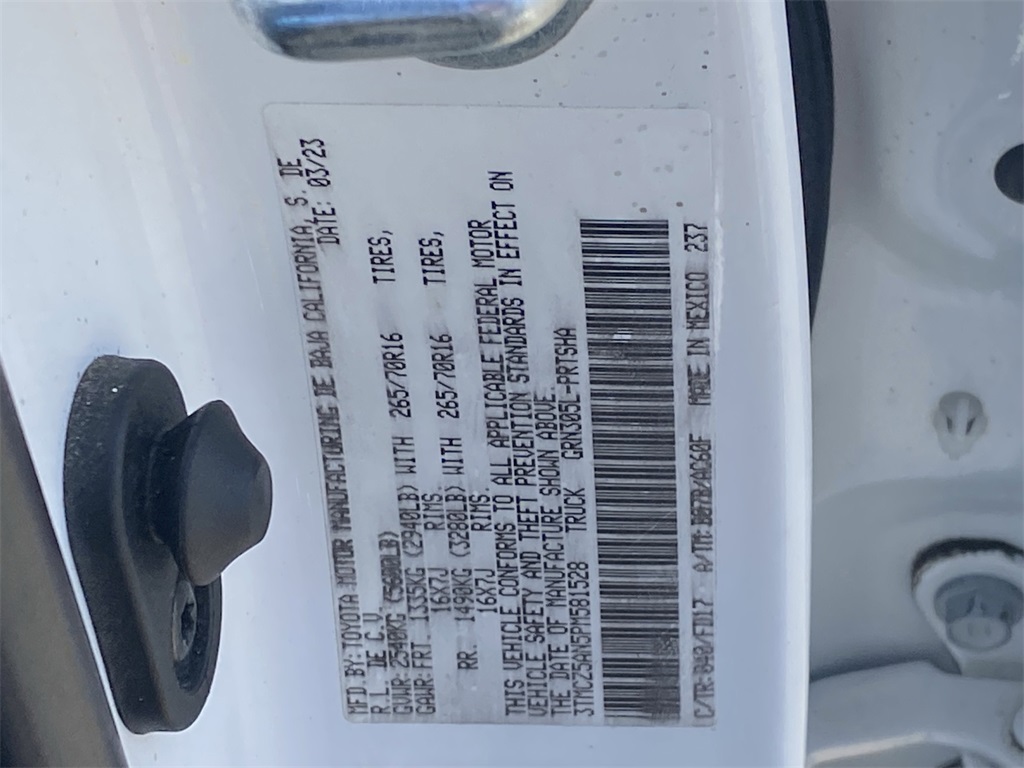 MFD.BY:TOYOTA MOTOR MANUFACTURING DE BAJA CALIFORNIA, S. DE
R.L. DE C.V DATE: 03/23
GVWR:2540KG (5600LB)
GAWR:FRT. 1335KG (2940LB) WITH 265/70R16 TIRES,
16X7J RIMS.
RR. 1490KG (3280LB) WITH 265/70R16 TIRES,
16X7J RIMS.
THIS VEHICLE CONFORMS TO ALL APPLICABLE FEDERAL MOTOR
VEHICLE SAFETY AND THEFT PREVENTION STANDARDS IN EFFECT ON
THE DATE OF MANUFACTURE SHOWN ABOVE.
3TMCZ5AN5PM581528 TRUCK GRN305L-PRTSHA
C/TR:040/FD17 A/TM:B07B/AC60F MADE IN MEXICO 237